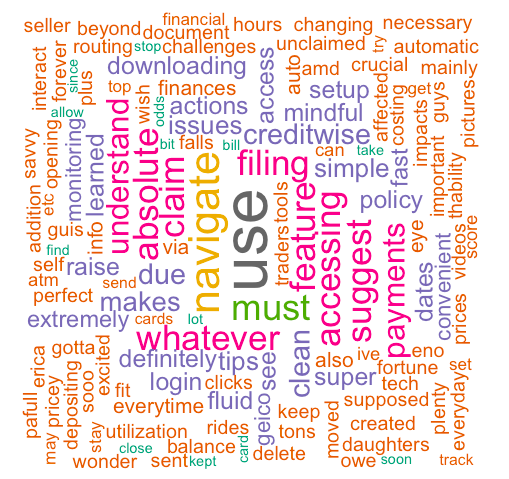 financial
seller beyond document hours changing necessary
routing stop challenges unclaimed try automatic
forever since interact plus downloading access auto amd crucial mainly
top wish finances setup affected costing get
monitoring allow actions odds mindful can guys pictures
opening savvy learned understand absolute issues creditwise impacts
etc bit falls bill filing simple take fast important thability
addition guis claim navigate use feature tools policy
find info via traders accessing suggest eye score
self raise due must payments dates convenient videos
atm send prices
perfect makes
extremely cards lot whatever
gotta definitely tips see clean also ive eno
erica excited login clicks super fortune set
pafull pricey sooo fit fluid geico tech
may depositing everytime keep moved supposed plenty everyday
stay utilization rides tons created
close balance card delete daughters
wonder sent kept owe soon track